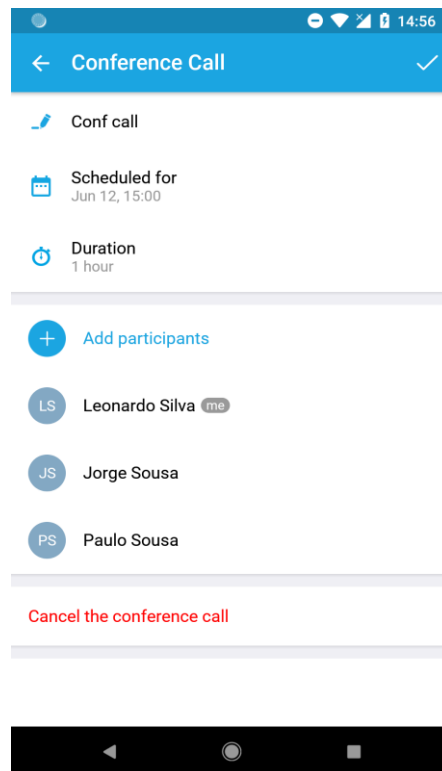 14:56
Conference Call
Conf call
Scheduled for
Jun 12, 15:00
Duration
1 hour
Add participants
LS Leonardo Silva me
JS Jorge Sousa
PS Paulo Sousa
Cancel the conference call